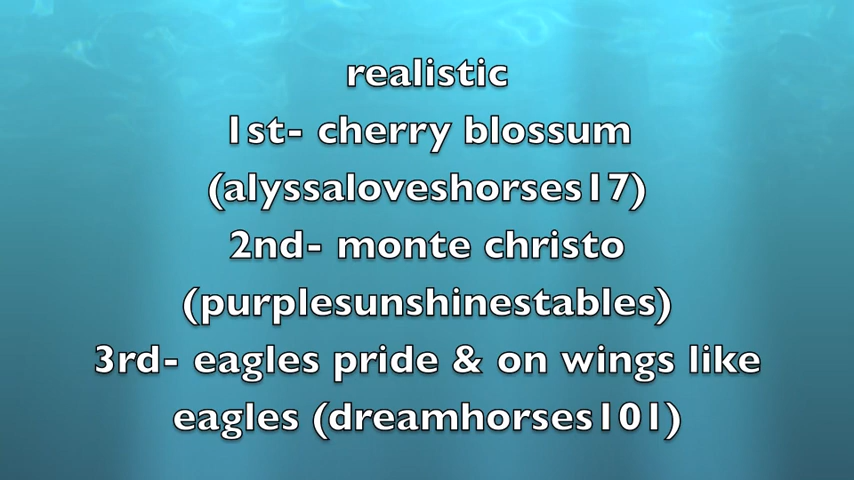 realistic
1st- cherry blossum
(alyssaloveshorses17)
2nd- monte christo
(purplesunshinestables)
3rd- eagles pride & on wings like
eagles (dreamhorses101)